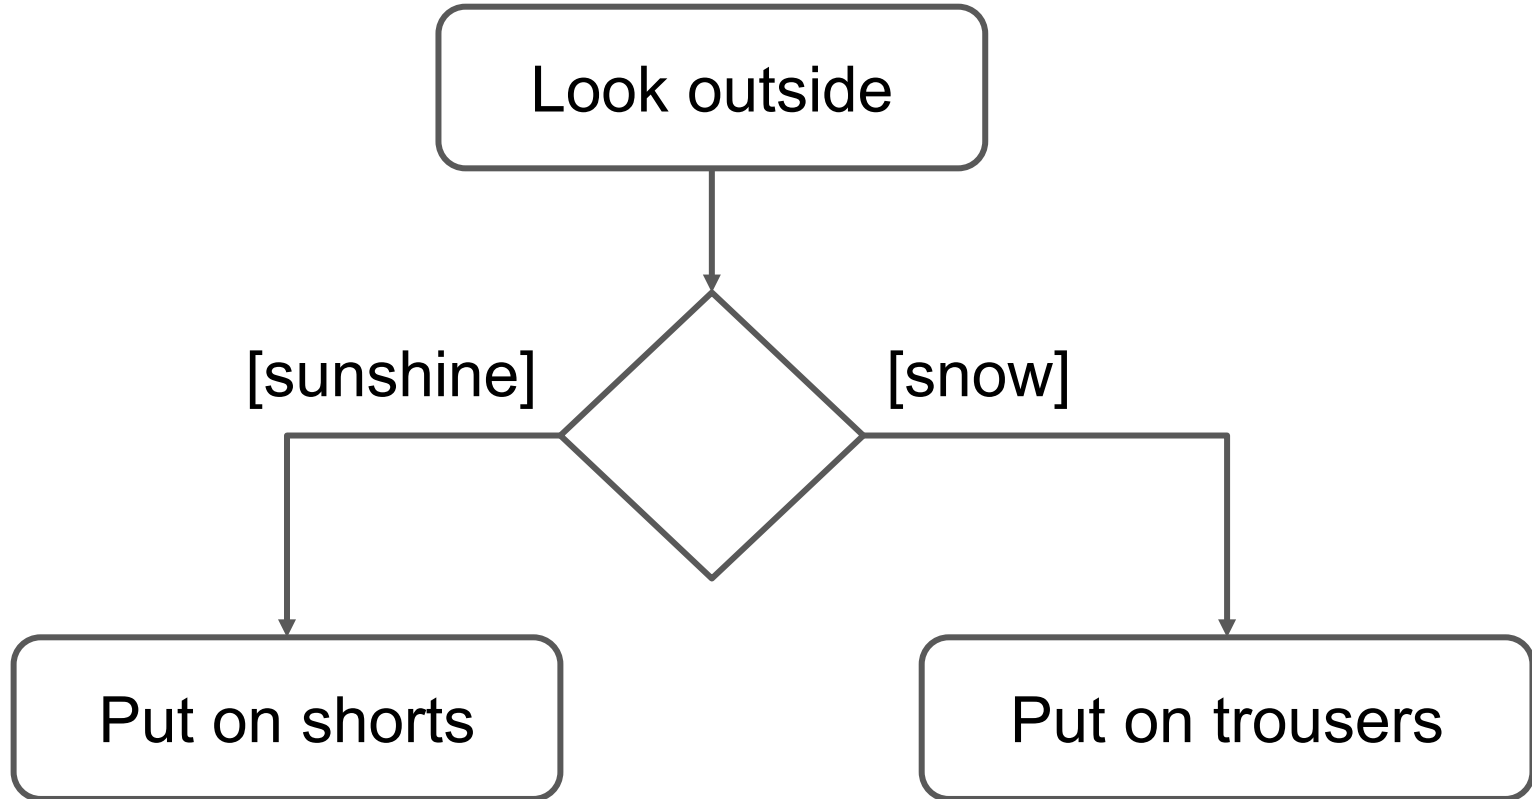 Look outside
[sunshine]
[snow]
Put on shorts
Put on trousers